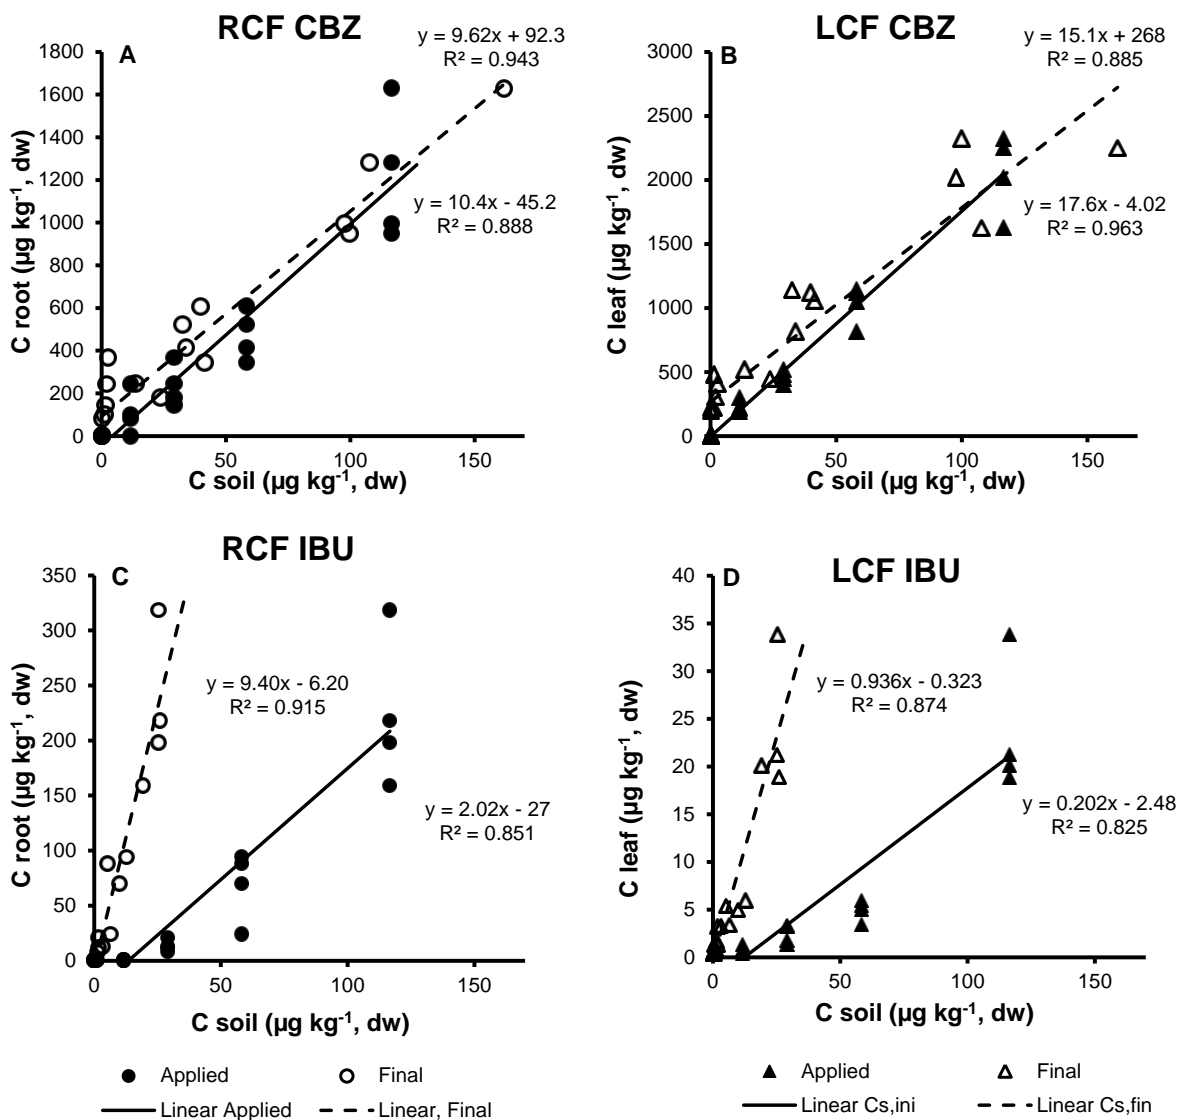 RCF CBZ
A
y = 9.62x + 92.3
R² = 0.943
y = 10.4x - 45.2
R² = 0.888
C root (µg kg⁻¹, dw)
1800
1600
1400
1200
1000
800
600
400
200
0
0 50 100 150
C soil (µg kg⁻¹, dw)
LCF CBZ
B
y = 15.1x + 268
R² = 0.885
y = 17.6x - 4.02
R² = 0.963
C leaf (µg kg⁻¹, dw)
3000
2500
2000
1500
1000
500
0
0 50 100 150
C soil (µg kg⁻¹, dw)
RCF IBU
C
y = 9.40x - 6.20
R² = 0.915
y = 2.02x - 27
R² = 0.851
C root (µg kg⁻¹, dw)
350
300
250
200
150
100
50
0
0 50 100 150
C soil (µg kg⁻¹, dw)
Applied Final
Linear Applied Linear, Final
LCF IBU
D
y = 0.936x - 0.323
R² = 0.874
y = 0.202x - 2.48
R² = 0.825
C leaf (µg kg⁻¹, dw)
40
35
30
25
20
15
10
5
0
0 50 100 150
C soil (µg kg⁻¹, dw)
Applied Final
Linear Cs,ini Linear Cs,fin